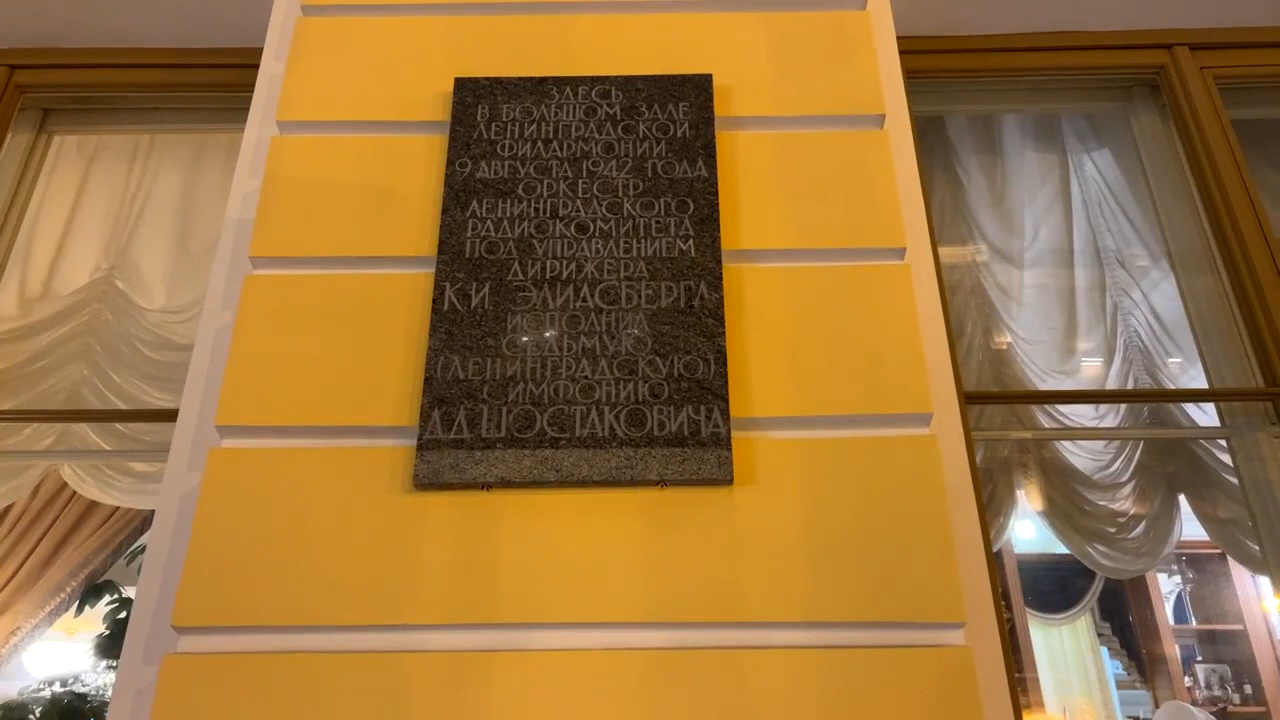 ЗДЕСЬ
В БОЛЬШОМ ЗАЛЕ
ЛЕНИНГРАДСКОЙ
ФИЛАРМОНИИ
9 АВГУСТА 1942 ГОДА
ОРКЕСТР
ЛЕНИНГРАДСКОГО
РАДИОКОМИТЕТА
ПОД УПРАВЛЕНИЕМ
ДИРИЖЕРА
К.И ЭЛИАСБЕРГА
ИСПОЛНИЛ
СЕДЬМУЮ
(ЛЕНИНГРАДСКУЮ)
СИМФОНИЮ
Д.Д.ШОСТАКОВИЧА